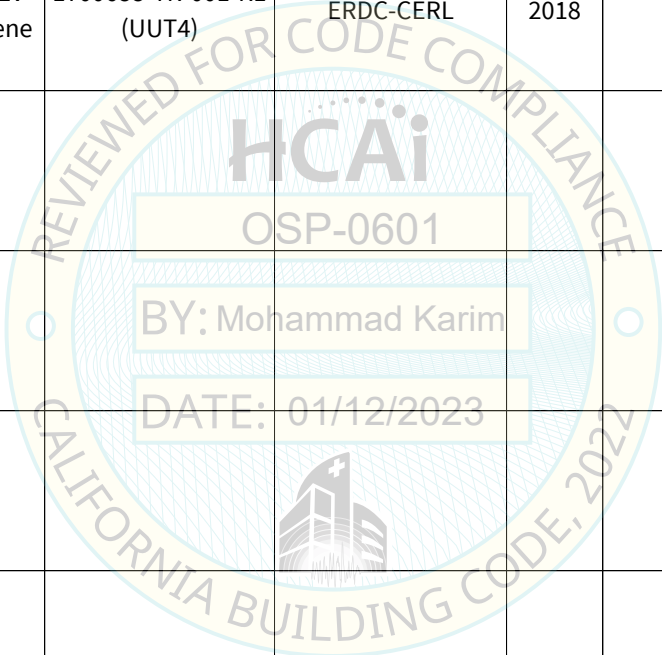 (UUT4)
ERDC-CERL
2018
REVIEWED FOR CODE COMPLIANCE
HCAi
OSP-0601
BY: Mohammad Karim
DATE: 01/12/2023
CALIFORNIA BUILDING CODE, 2022